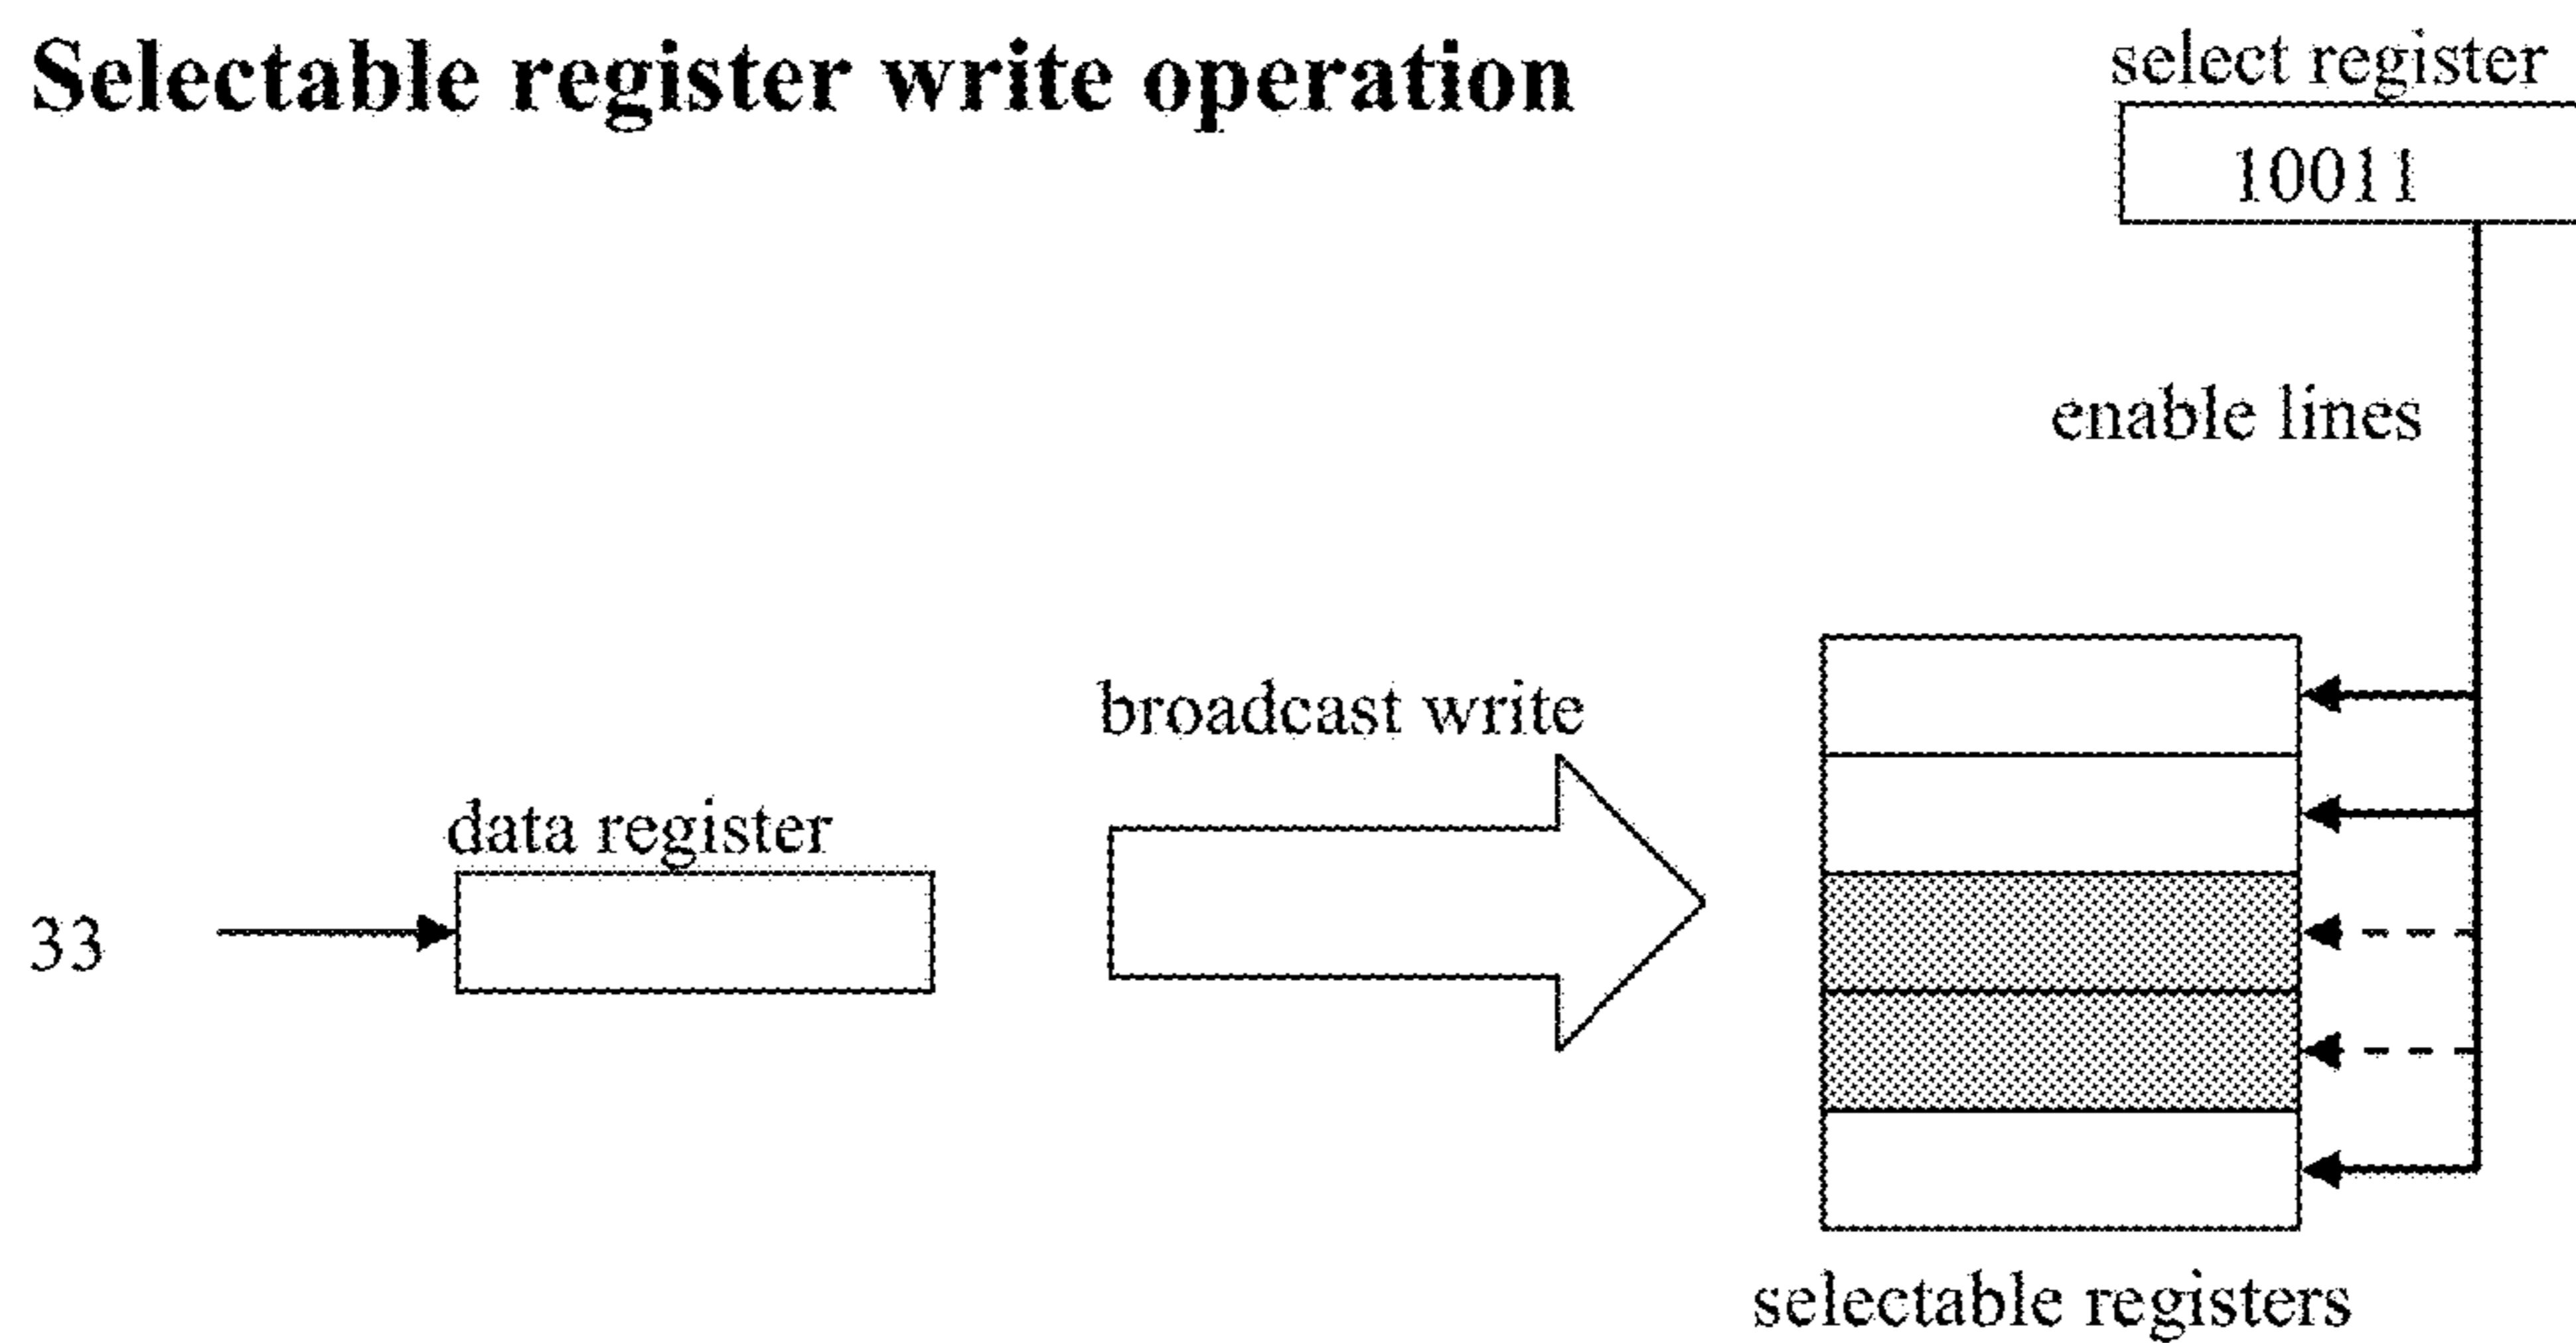 Selectable register write operation
select register
10011
enable lines
broadcast write
data register
33
selectable registers